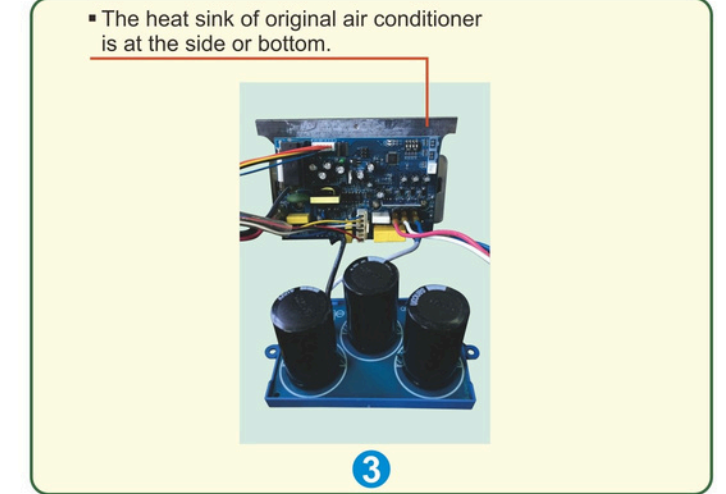 ▪ The heat sink of original air conditioner
is at the side or bottom.
3